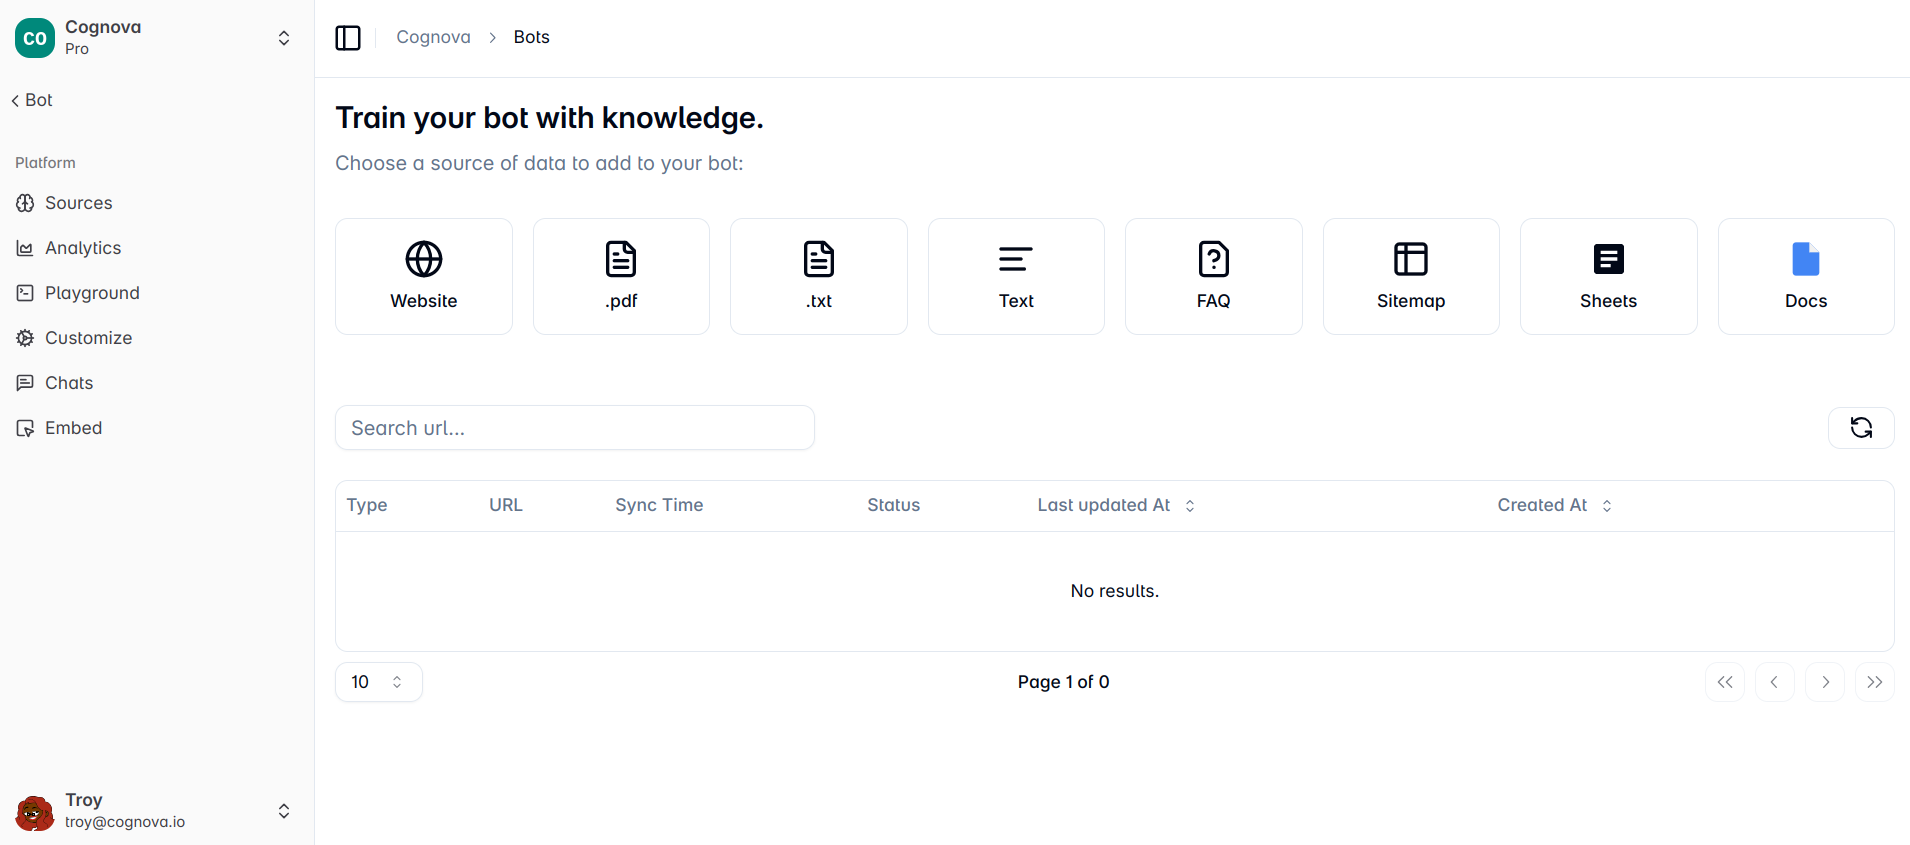 CO
Cognova
Pro
Bot
Platform
Sources
Analytics
Playground
Customize
Chats
Embed
Troy
troy@cognova.io
Cognova > Bots
Train your bot with knowledge.
Choose a source of data to add to your bot:
Website
.pdf
.txt
Text
FAQ
Sitemap
Sheets
Docs
Search url...
Type URL Sync Time Status Last updated At Created At
No results.
10
Page 1 of 0